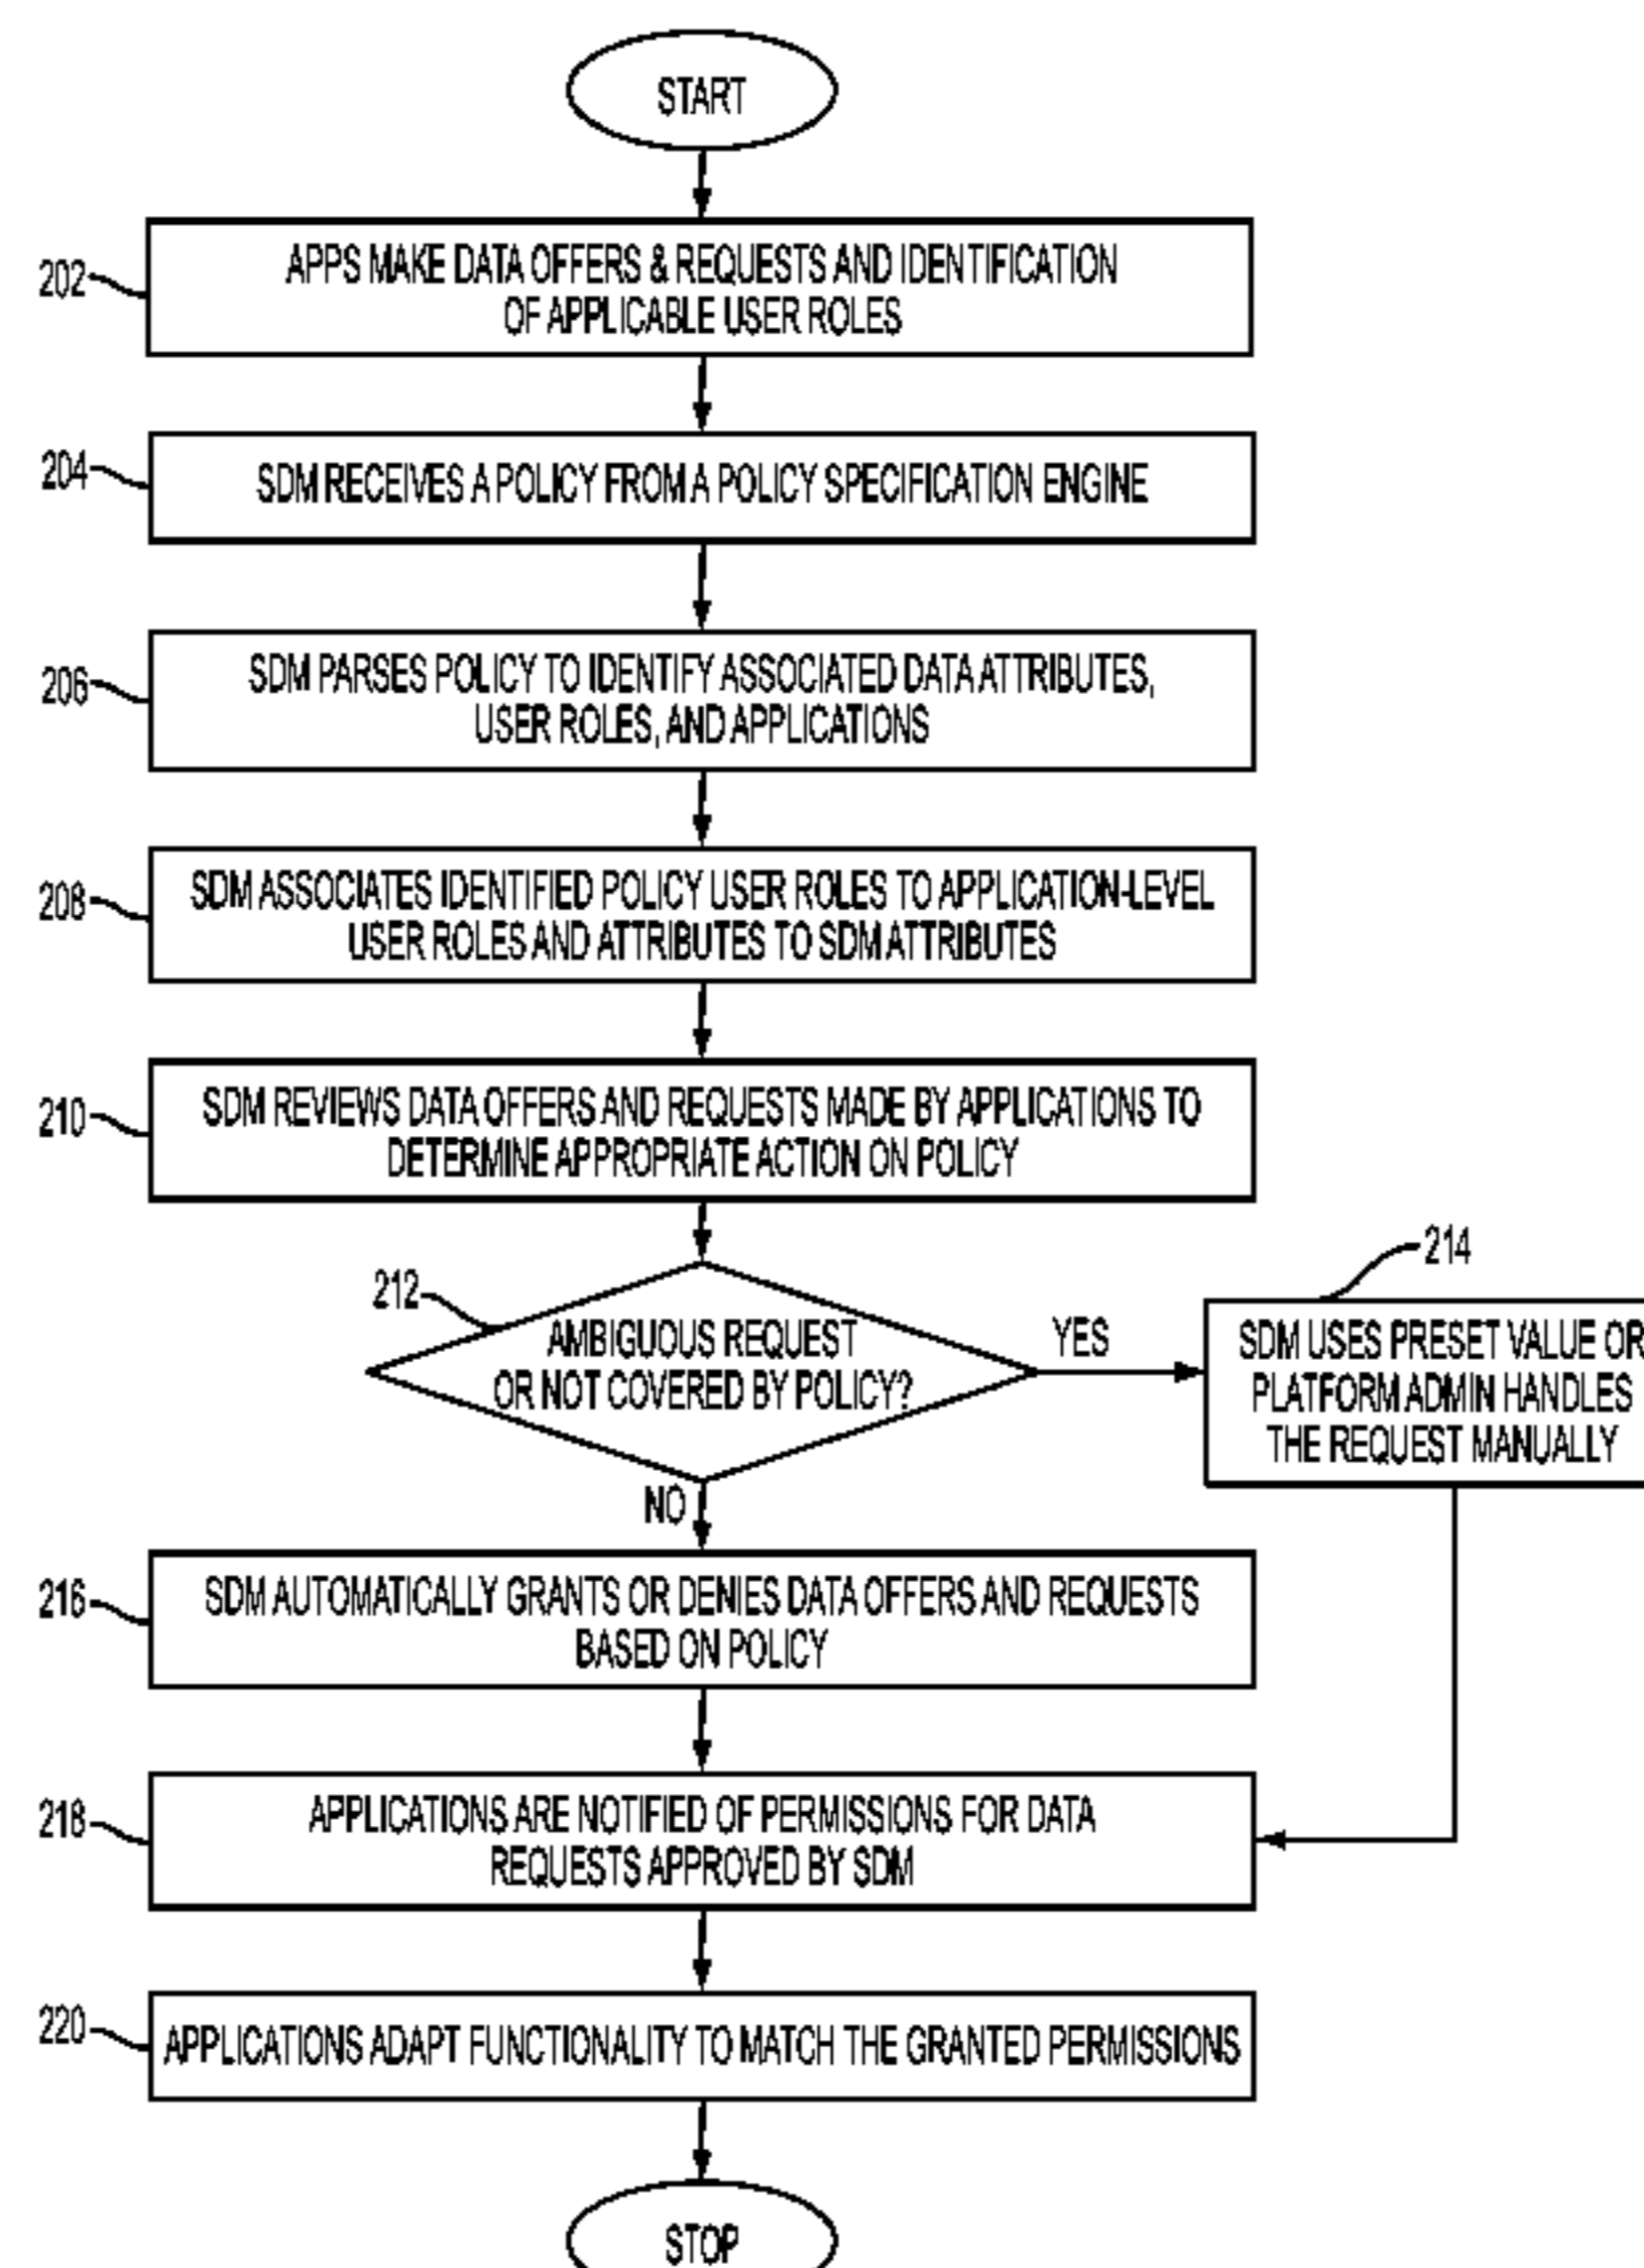 START
202
APPS MAKE DATA OFFERS & REQUESTS AND IDENTIFICATION
OF APPLICABLE USER ROLES
204
SDM RECEIVES A POLICY FROM A POLICY SPECIFICATION ENGINE
206
SDM PARSES POLICY TO IDENTIFY ASSOCIATED DATA ATTRIBUTES,
USER ROLES, AND APPLICATIONS
208
SDM ASSOCIATES IDENTIFIED POLICY USER ROLES TO APPLICATION-LEVEL
USER ROLES AND ATTRIBUTES TO SDM ATTRIBUTES
210
SDM REVIEWS DATA OFFERS AND REQUESTS MADE BY APPLICATIONS TO
DETERMINE APPROPRIATE ACTION ON POLICY
212
AMBIGUOUS REQUEST
OR NOT COVERED BY POLICY?
YES
214
SDM USES PRESET VALUE OR
PLATFORM ADMIN HANDLES
THE REQUEST MANUALLY
NO
216
SDM AUTOMATICALLY GRANTS OR DENIES DATA OFFERS AND REQUESTS
BASED ON POLICY
218
APPLICATIONS ARE NOTIFIED OF PERMISSIONS FOR DATA
REQUESTS APPROVED BY SDM
220
APPLICATIONS ADAPT FUNCTIONALITY TO MATCH THE GRANTED PERMISSIONS
STOP